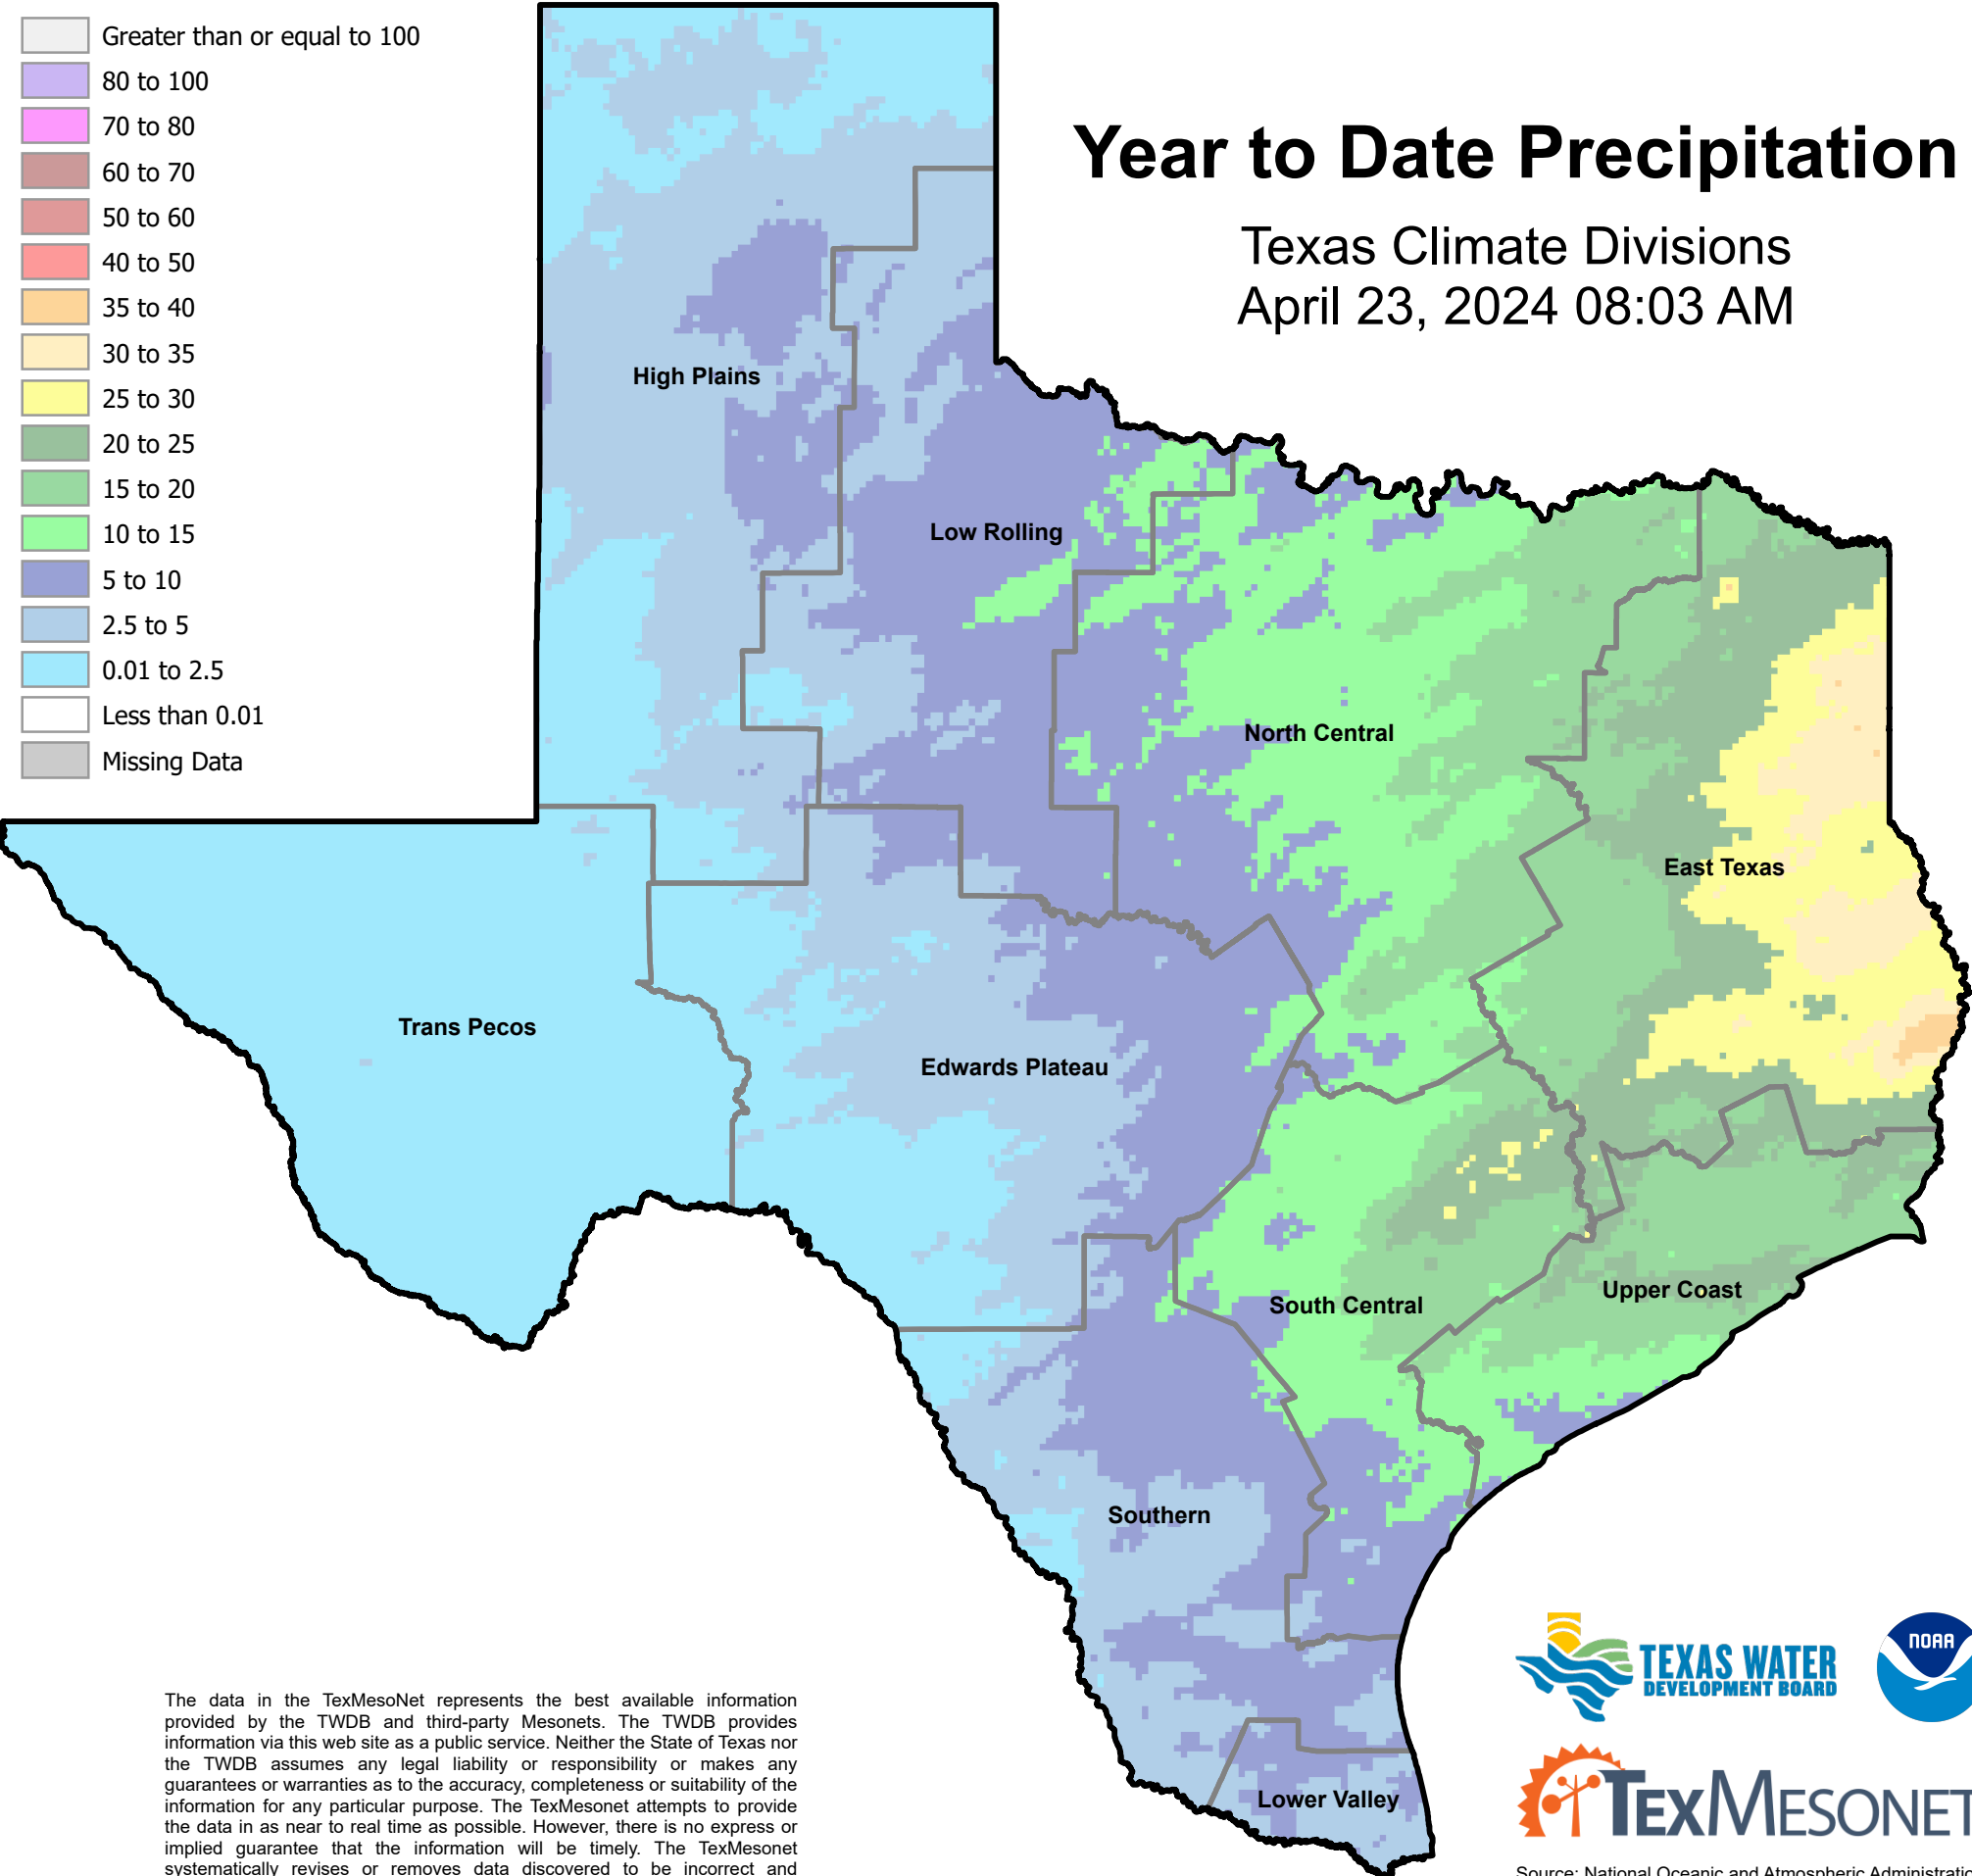 Greater than or equal to 100
80 to 100
70 to 80
60 to 70
50 to 60
40 to 50
35 to 40
30 to 35
25 to 30
20 to 25
15 to 20
10 to 15
5 to 10
2.5 to 5
0.01 to 2.5
Less than 0.01
Missing Data
Year to Date Precipitation
Texas Climate Divisions
April 23, 2024 08:03 AM
High Plains
Low Rolling
North Central
East Texas
Trans Pecos
Edwards Plateau
Upper Coast
South Central
Southern
Lower Valley
The data in the TexMesoNet represents the best available information
provided by the TWDB and third-party Mesonets. The TWDB provides
information via this web site as a public service. Neither the State of Texas nor
the TWDB assumes any legal liability or responsibility or makes any
guarantees or warranties as to the accuracy, completeness or suitability of the
information for any particular purpose. The TexMesonet attempts to provide
the data in as near to real time as possible. However, there is no express or
implied guarantee that the information will be timely. The TexMesonet
systematically revises or removes data discovered to be incorrect and
TEXAS WATER
DEVELOPMENT BOARD
NOAA
TEXMESONET
Source: National Oceanic and Atmospheric Administratio